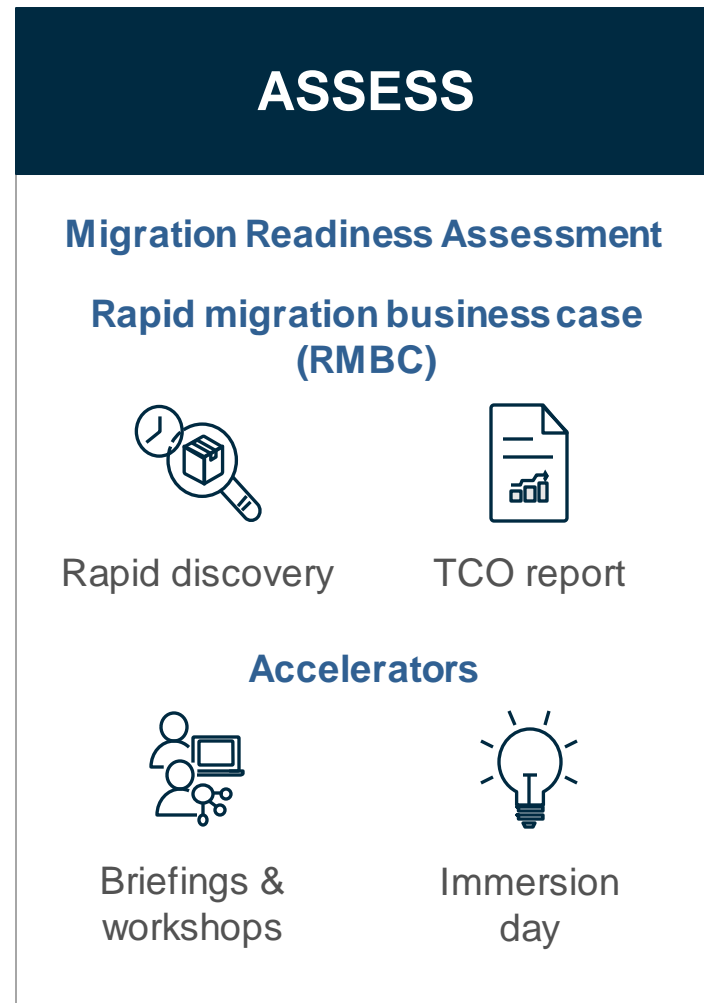 ASSESS
Migration Readiness Assessment
Rapid migration business case
(RMBC)
Rapid discovery
TCO report
Accelerators
Briefings &
workshops
Immersion
day